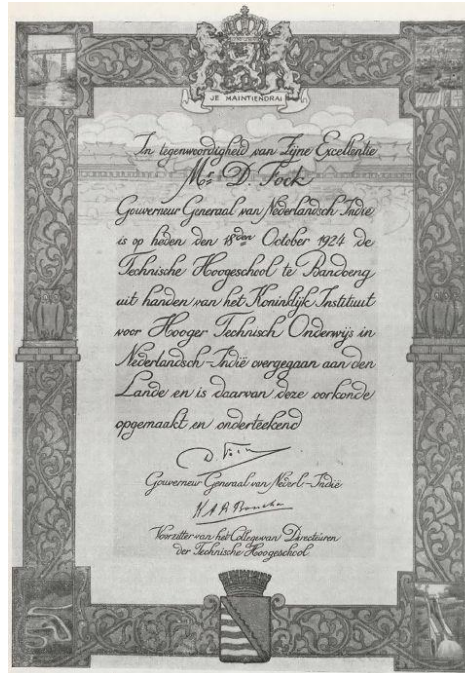 JE MAINTIENDRAI
In tegenwoordigheid van Zijne Excellentie
Mr. D. Fock
Gouverneur Generaal van Nederlandsch Indië
is op heden den 18den October 1924 de
Technische Hoogeschool te Bandoeng
uit handen van het Koninklijk Instituut
voor Hooger Technisch Onderwijs in
Nederlandsch-Indië overgegaan aan den
Lande en is daarvan deze oorkonde
opgemaakt en onderteekend
D. Fock
Gouverneur Generaal van Nederl-Indië
K A R Bosscha
Voorzitter van het College van Directeuren
der Technische Hoogeschool